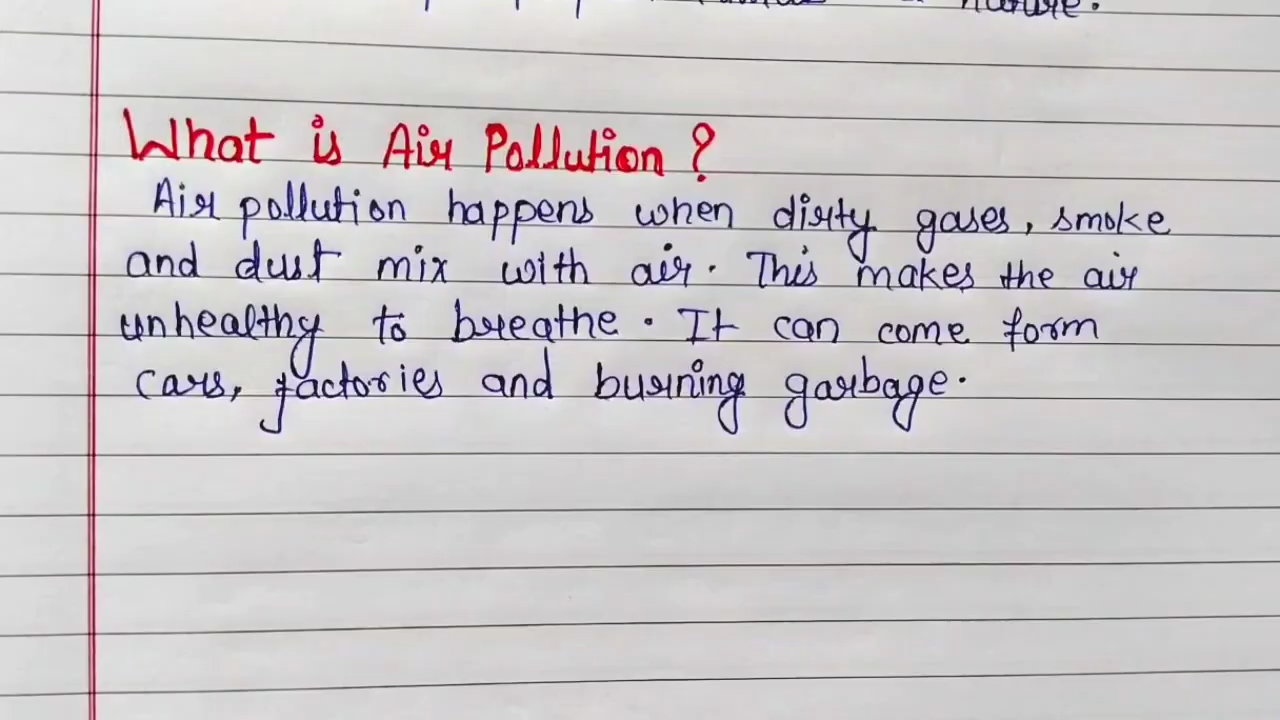 nature.
What is Air Pollution?
Air pollution happens when dirty gases, smoke
and dust mix with air. This makes the air
unhealthy to breathe. It can come form
cars, factories and burning garbage.